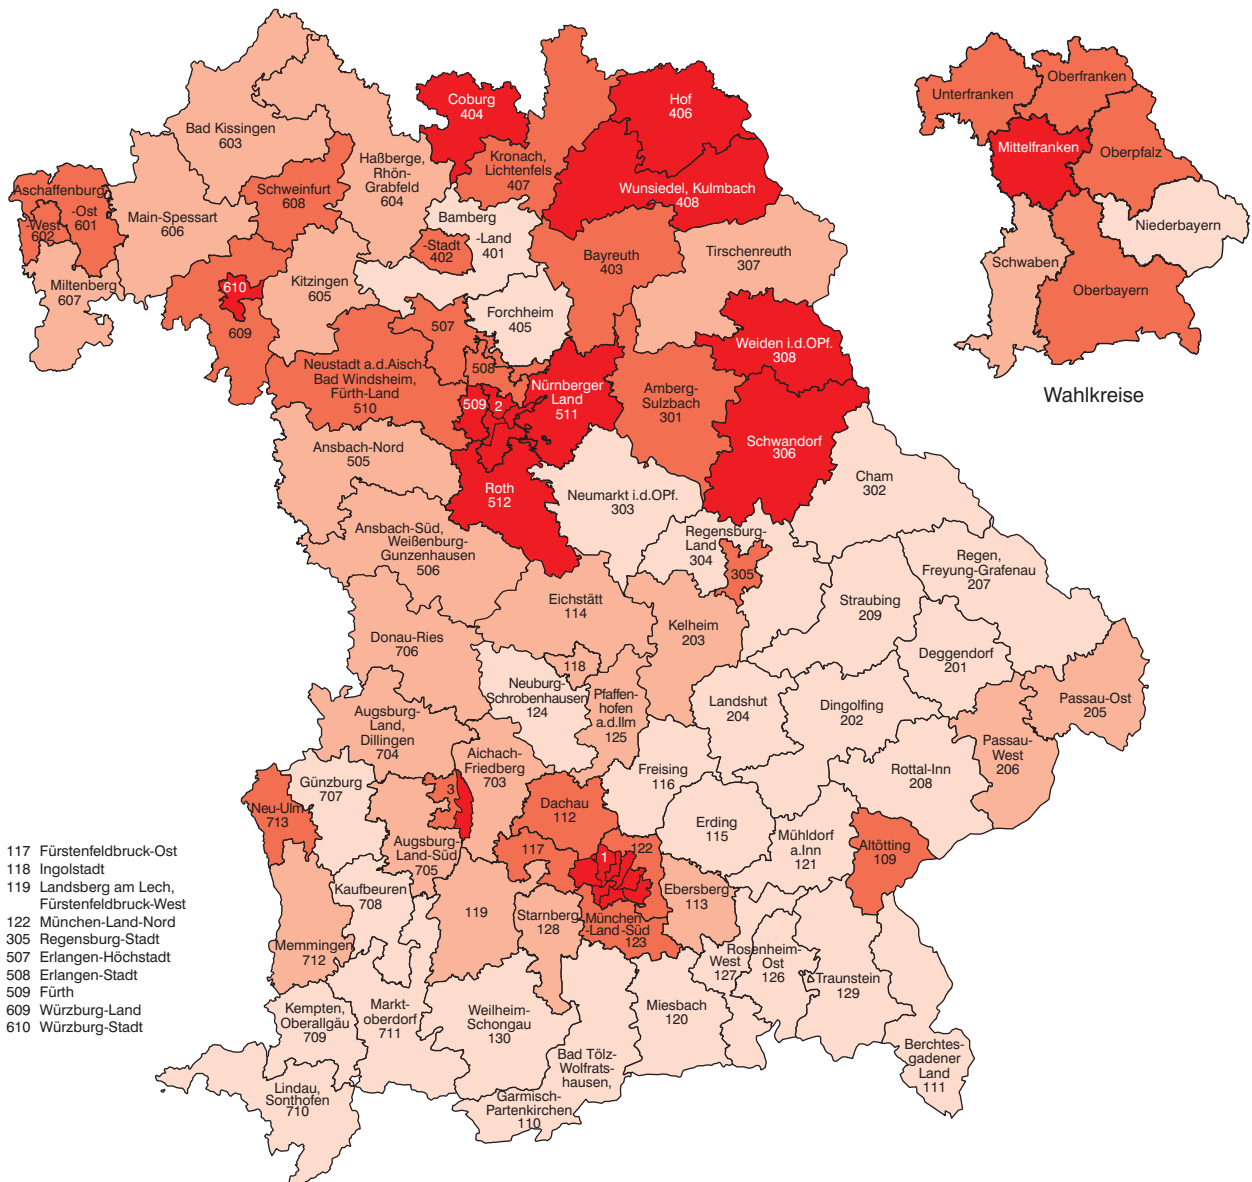 Coburg
404
Hof
406
Bad Kissingen
603
Haßberge,
Rhön-
Grabfeld
604
Kronach,
Lichtenfels
407
Wunsiedel, Kulmbach
408
Aschaffenburg
-Ost
601
-West
602
Schweinfurt
608
Main-Spessart
606
Bamberg
-Land
401
-Stadt
402
Bayreuth
403
Tirschenreuth
307
Miltenberg
607
610
609
Kitzingen
605
Forchheim
405
507
508
Neustadt a.d.Aisch-
Bad Windsheim,
Fürth-Land
510
509
2
Nürnberger
Land
511
Amberg-
Sulzbach
301
Weiden i.d.OPf.
308
Schwandorf
306
Ansbach-Nord
505
Roth
512
Neumarkt i.d.OPf.
303
Cham
302
Ansbach-Süd,
Weißenburg-
Gunzenhausen
506
Regensburg-
Land
304
305
Regen,
Freyung-Grafenau
207
Eichstätt
114
Kelheim
203
Straubing
209
Donau-Ries
706
Deggendorf
201
118
Neuburg-
Schrobenhausen
124
Pfaffen-
hofen
a.d.Ilm
125
Landshut
204
Dingolfing
202
Passau-Ost
205
Passau-
West
206
Augsburg-
Land,
Dillingen
704
Aichach-
Friedberg
703
Freising
116
Rottal-Inn
208
Günzburg
707
Neu-Ulm
713
3
Dachau
112
Erding
115
Mühldorf
a.Inn
121
Altötting
109
Augsburg-
Land-Süd
705
117
1
122
Ebersberg
113
Kaufbeuren
708
119
Starnberg
128
München
-Land-Süd
123
Memmingen
712
Rosenheim-
West
127
Ost
126
Traunstein
129
Kempten,
Oberallgäu
709
Markt-
oberdorf
711
Weilheim-
Schongau
130
Miesbach
120
Berchtes-
gadener
Land
111
Bad Tölz-
Wolfrats-
hausen,
Garmisch-
Partenkirchen
110
Lindau,
Sonthofen
710
Unterfranken
Oberfranken
Mittelfranken
Oberpfalz
Niederbayern
Schwaben
Oberbayern
Wahlkreise
117 Fürstenfeldbruck-Ost
118 Ingolstadt
119 Landsberg am Lech,
Fürstenfeldbruck-West
122 München-Land-Nord
305 Regensburg-Stadt
507 Erlangen-Höchstadt
508 Erlangen-Stadt
509 Fürth
609 Würzburg-Land
610 Würzburg-Stadt